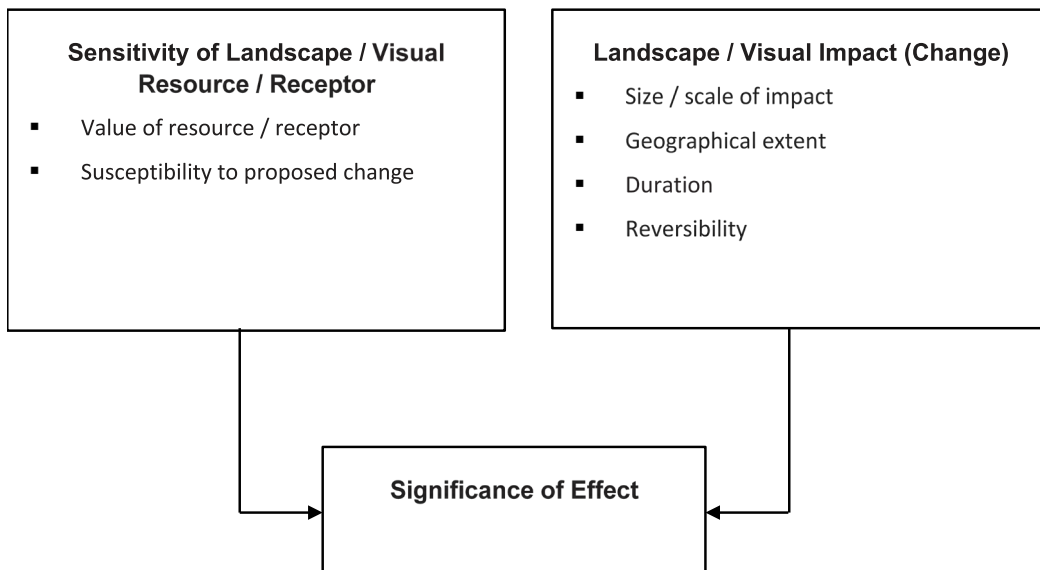 Sensitivity of Landscape / Visual
Resource / Receptor
▪ Value of resource / receptor
▪ Susceptibility to proposed change
Landscape / Visual Impact (Change)
▪ Size / scale of impact
▪ Geographical extent
▪ Duration
▪ Reversibility
Significance of Effect